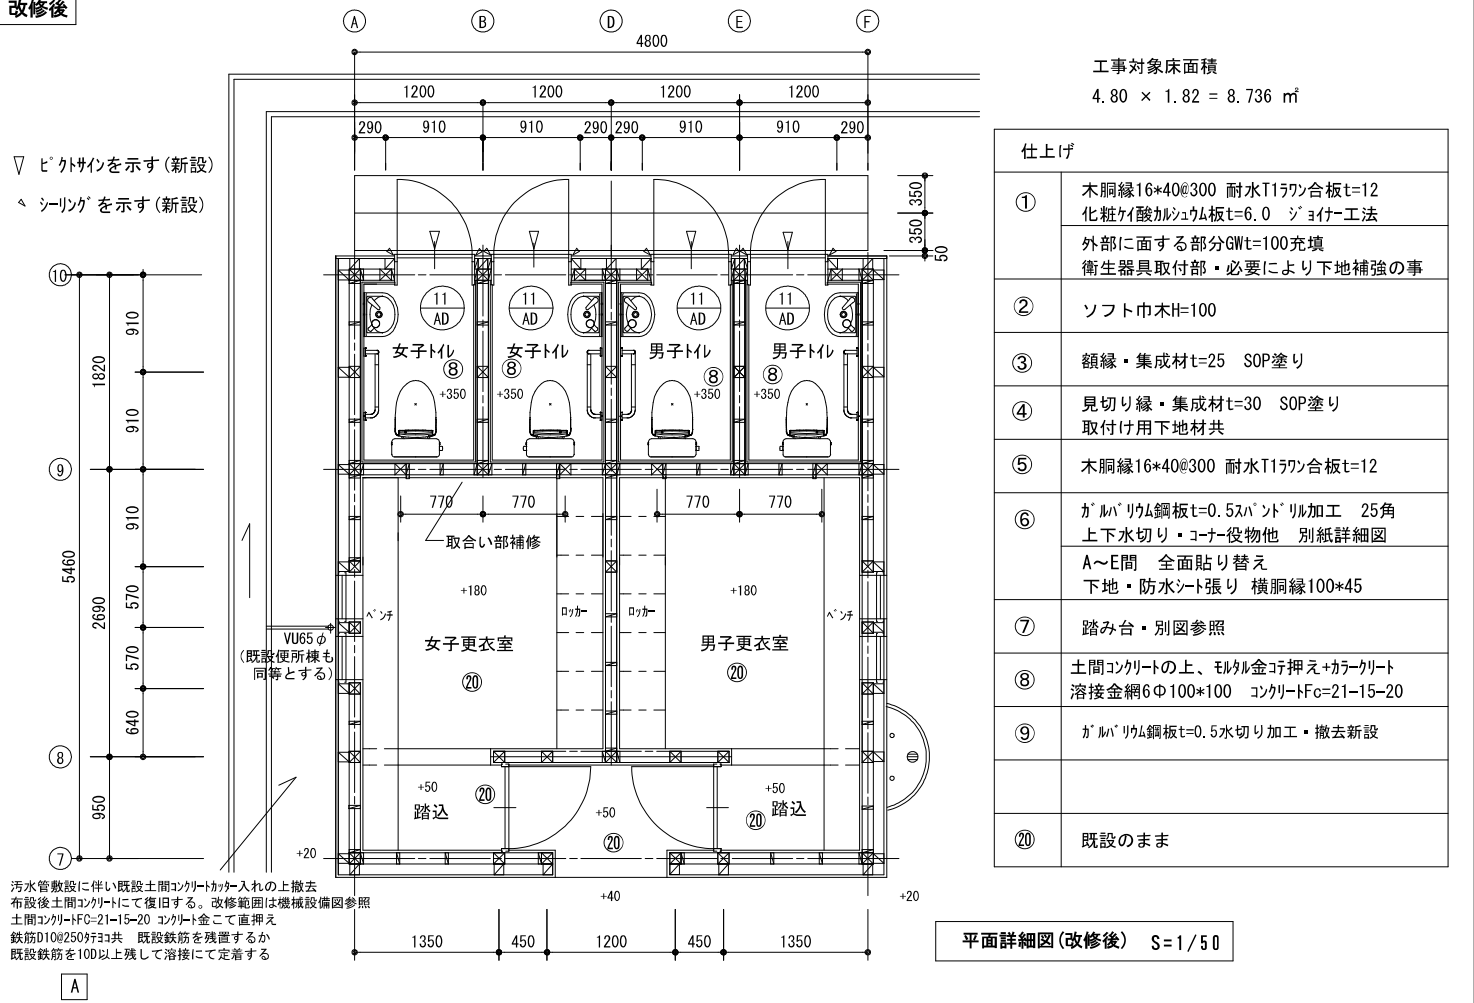 改修後
A B D E F
4800
1200 1200 1200 1200
290 910 910 290 290 910 910 290
▽ ピクトサインを示す(新設)
シーリングを示す(新設)
350
350
50
10
9
8
7
910
910
1820
910
570
570
640
2690
950
5460
11 AD 11 AD 11 AD 11 AD
女子トイレ 女子トイレ 男子トイレ 男子トイレ
⑧ ⑧ ⑧ ⑧
+350 +350 +350 +350
770 770 770 770
取合い部補修
+180 +180
ベンチ ロッカー ロッカー ベンチ
女子更衣室 男子更衣室
⑳ ⑳
VU65φ
(既設便所棟も
同等とする)
+50 ⑳ +50
踏込 ⑳ 踏込
+50
⑳
+20
+40
+20
1350 450 1200 450 1350
汚水管敷設に伴い既設土間コンクリートカッター入れの上撤去
布設後土間コンクリートにて復旧する。改修範囲は機械設備図参照
土間コンクリートFC=21-15-20 コンクリート金こて直押え
鉄筋D10@250タテヨコ共 既設鉄筋を残置するか
既設鉄筋を10D以上残して溶接にて定着する
A
工事対象床面積
4.80 × 1.82 = 8.736 ㎡
仕上げ
① 木胴縁16*40@300 耐水T1ラワン合板t=12
化粧ケイ酸カルシュウム板t=6.0 ジョイナー工法
外部に面する部分GWt=100充填
衛生器具取付部・必要により下地補強の事
② ソフト巾木H=100
③ 額縁・集成材t=25 SOP塗り
④ 見切り縁・集成材t=30 SOP塗り
取付け用下地材共
⑤ 木胴縁16*40@300 耐水T1ラワン合板t=12
⑥ ガルバリウム鋼板t=0.5スパンドリル加工 25角
上下水切り・コーナー役物他 別紙詳細図
A～E間 全面貼り替え
下地・防水シート張り 横胴縁100*45
⑦ 踏み台・別図参照
⑧ 土間コンクリートの上、モルタル金コテ押え+カラークリート
溶接金網6Φ100*100 コンクリートFc=21-15-20
⑨ ガルバリウム鋼板t=0.5水切り加工・撤去新設
⑳ 既設のまま
平面詳細図(改修後) S=1/50